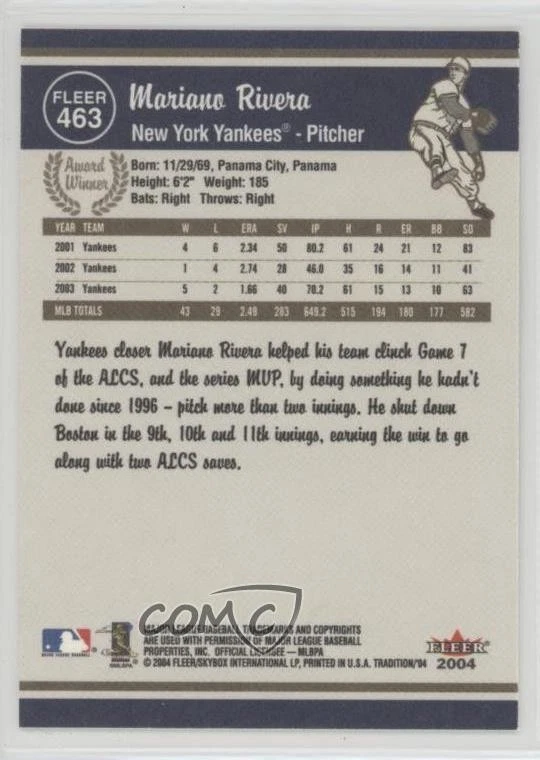 FLEER
463
Mariano Rivera
New York Yankees® - Pitcher
Award
Winner
Born: 11/29/69, Panama City, Panama
Height: 6'2" Weight: 185
Bats: Right Throws: Right
YEAR TEAM W L ERA SV IP H R ER BB SO
2001 Yankees 4 6 2.34 50 80.2 61 24 21 12 83
2002 Yankees 1 4 2.74 28 46.0 35 16 14 11 41
2003 Yankees 5 2 1.66 40 70.2 61 15 13 10 63
MLB TOTALS 43 29 2.49 283 649.2 515 194 180 177 582
Yankees closer Mariano Rivera helped his team clinch Game 7
of the ALCS, and the series MVP, by doing something he hadn't
done since 1996 – pitch more than two innings. He shut down
Boston in the 9th, 10th and 11th innings, earning the win to go
along with two ALCS saves.
COMC
MAJOR LEAGUE BASEBALL TRADEMARKS AND COPYRIGHTS
ARE USED WITH PERMISSION OF MAJOR LEAGUE BASEBALL
PROPERTIES, INC. OFFICIAL LICENSEE – MLBPA
© 2004 FLEER/SKYBOX INTERNATIONAL LP, PRINTED IN U.S.A. TRADITION/'04
MLBPA
FLEER
2004